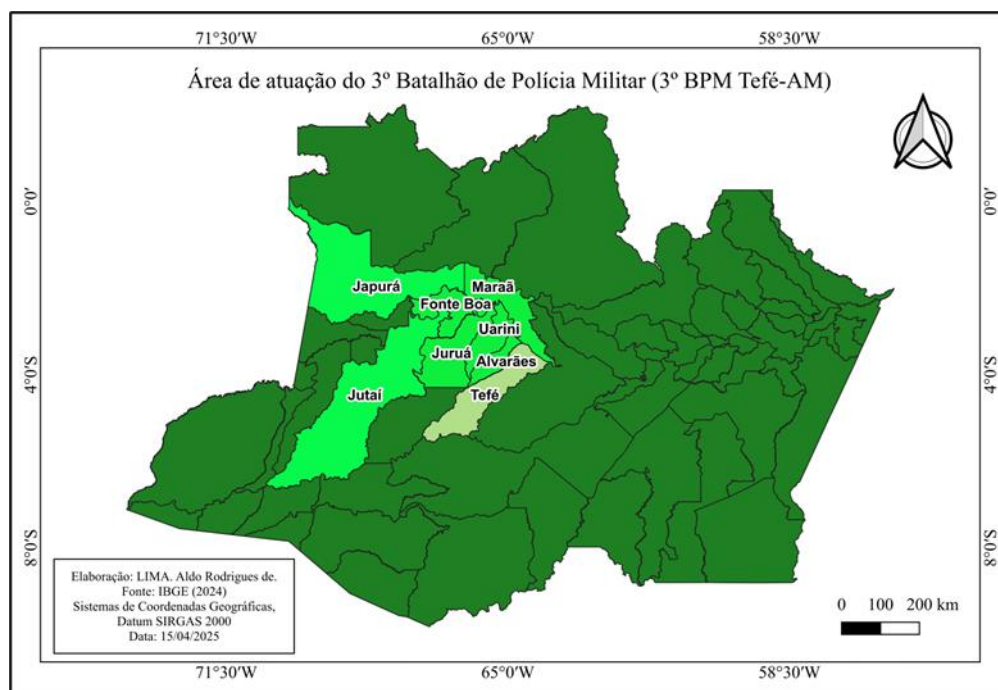 71°30′W 65°0′W 58°30′W
Área de atuação do 3º Batalhão de Polícia Militar (3º BPM Tefé-AM)
0°0′ 0°0′
Japurá
Maraã
Fonte Boa
Uarini
Juruá
Alvarães
4°0′S 4°0′S
Jutaí
Tefé
8°0′S 8°0′S
Elaboração: LIMA. Aldo Rodrigues de.
Fonte: IBGE (2024)
Sistemas de Coordenadas Geográficas,
Datum SIRGAS 2000
Data: 15/04/2025
0 100 200 km
71°30′W 65°0′W 58°30′W